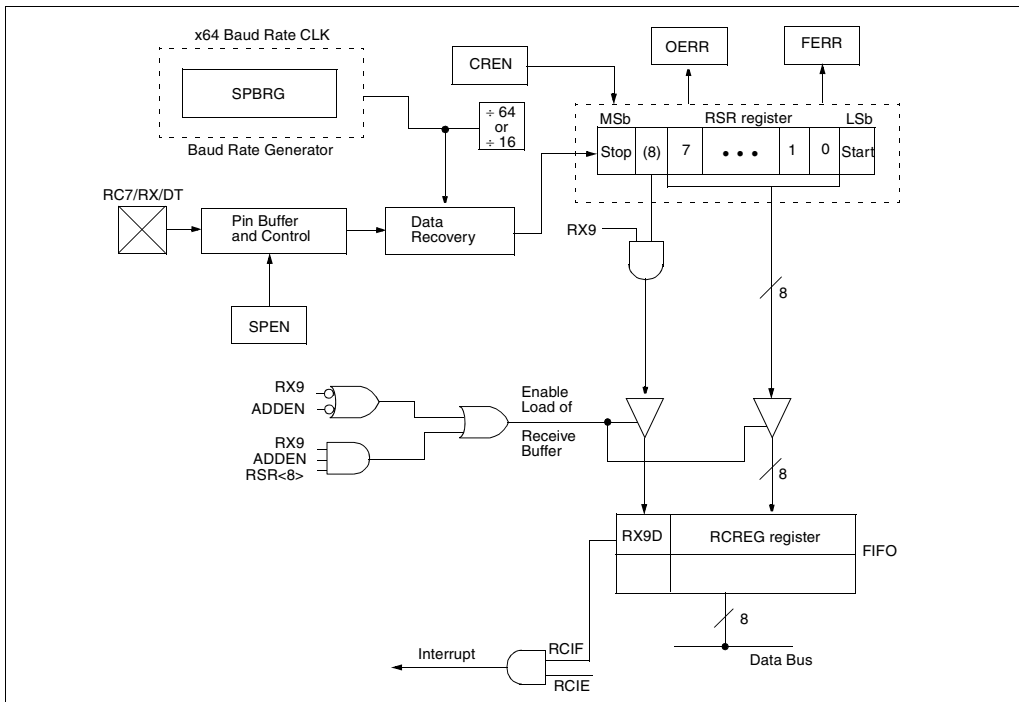 x64 Baud Rate CLK
SPBRG
Baud Rate Generator
CREN
OERR
FERR
÷ 64
or
÷ 16
MSb
RSR register
LSb
Stop
(8)
7
• • •
1
0
Start
RC7/RX/DT
Pin Buffer
and Control
Data
Recovery
SPEN
RX9
8
RX9
ADDEN
RX9
ADDEN
RSR<8>
Enable
Load of
Receive
Buffer
8
RX9D
RCREG register
FIFO
8
Data Bus
Interrupt
RCIF
RCIE